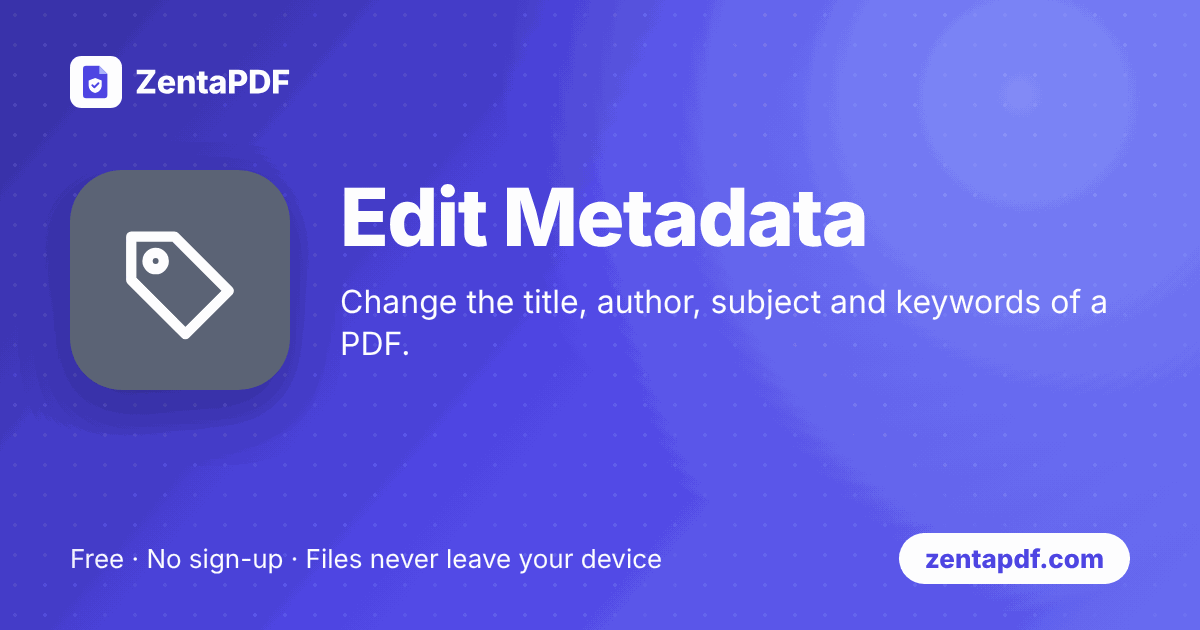 ZentaPDF
Edit Metadata
Change the title, author, subject and keywords of a
PDF.
Free · No sign-up · Files never leave your device
zentapdf.com